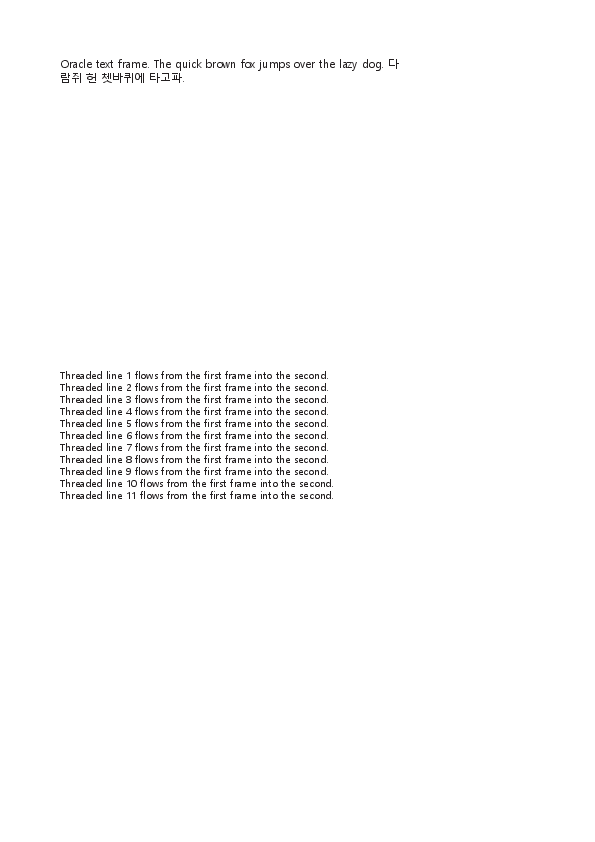 Oracle text frame. The quick brown fox jumps over the lazy dog. 다
람쥐 헌 쳇바퀴에 타고파.
Threaded line 1 flows from the first frame into the second.
Threaded line 2 flows from the first frame into the second.
Threaded line 3 flows from the first frame into the second.
Threaded line 4 flows from the first frame into the second.
Threaded line 5 flows from the first frame into the second.
Threaded line 6 flows from the first frame into the second.
Threaded line 7 flows from the first frame into the second.
Threaded line 8 flows from the first frame into the second.
Threaded line 9 flows from the first frame into the second.
Threaded line 10 flows from the first frame into the second.
Threaded line 11 flows from the first frame into the second.